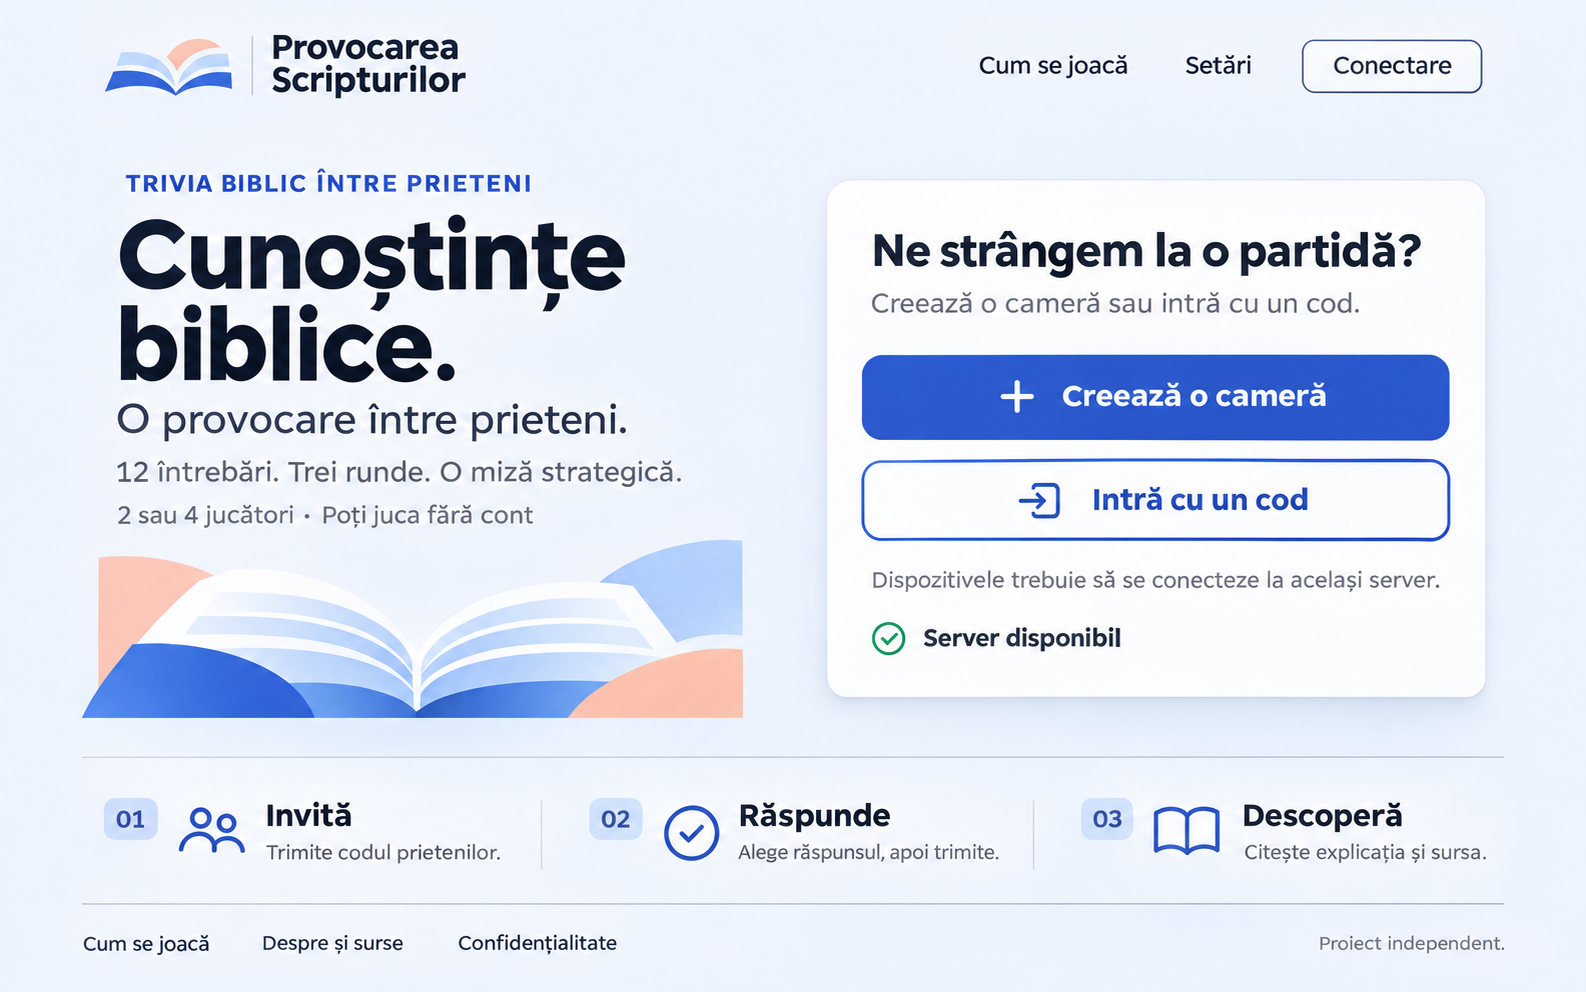 Provocarea
Scripturilor
Cum se joacă
Setări
Conectare
TRIVIA BIBLIC ÎNTRE PRIETENI
Cunoștințe
biblice.
O provocare între prieteni.
12 întrebări. Trei runde. O miză strategică.
2 sau 4 jucători · Poți juca fără cont
Ne strângem la o partidă?
Creează o cameră sau intră cu un cod.
Creează o cameră
Intră cu un cod
Dispozitivele trebuie să se conecteze la același server.
Server disponibil
01
Invită
Trimite codul prietenilor.
02
Răspunde
Alege răspunsul, apoi trimite.
03
Descoperă
Citește explicația și sursa.
Cum se joacă
Despre și surse
Confidențialitate
Proiect independent.